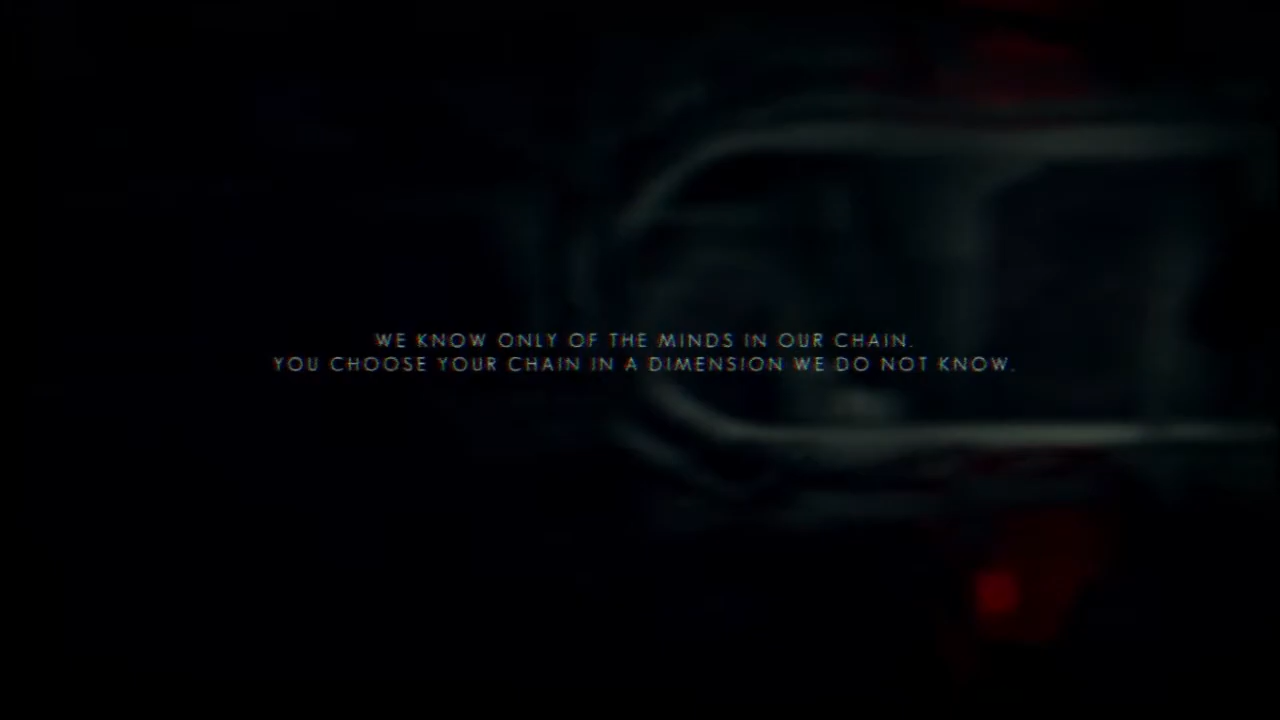 WE KNOW ONLY OF THE MINDS IN OUR CHAIN.
YOU CHOOSE YOUR CHAIN IN A DIMENSION WE DO NOT KNOW.